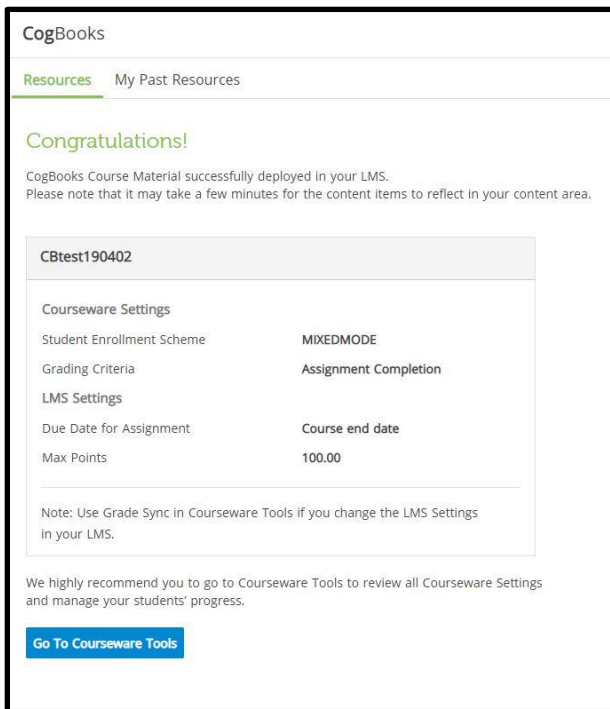 CogBooks
Resources My Past Resources
Congratulations!
CogBooks Course Material successfully deployed in your LMS.
Please note that it may take a few minutes for the content items to reflect in your content area.
CBtest190402
Courseware Settings
Student Enrollment Scheme MIXEDMODE
Grading Criteria Assignment Completion
LMS Settings
Due Date for Assignment Course end date
Max Points 100.00
Note: Use Grade Sync in Courseware Tools if you change the LMS Settings
in your LMS.
We highly recommend you to go to Courseware Tools to review all Courseware Settings
and manage your students' progress.
Go To Courseware Tools